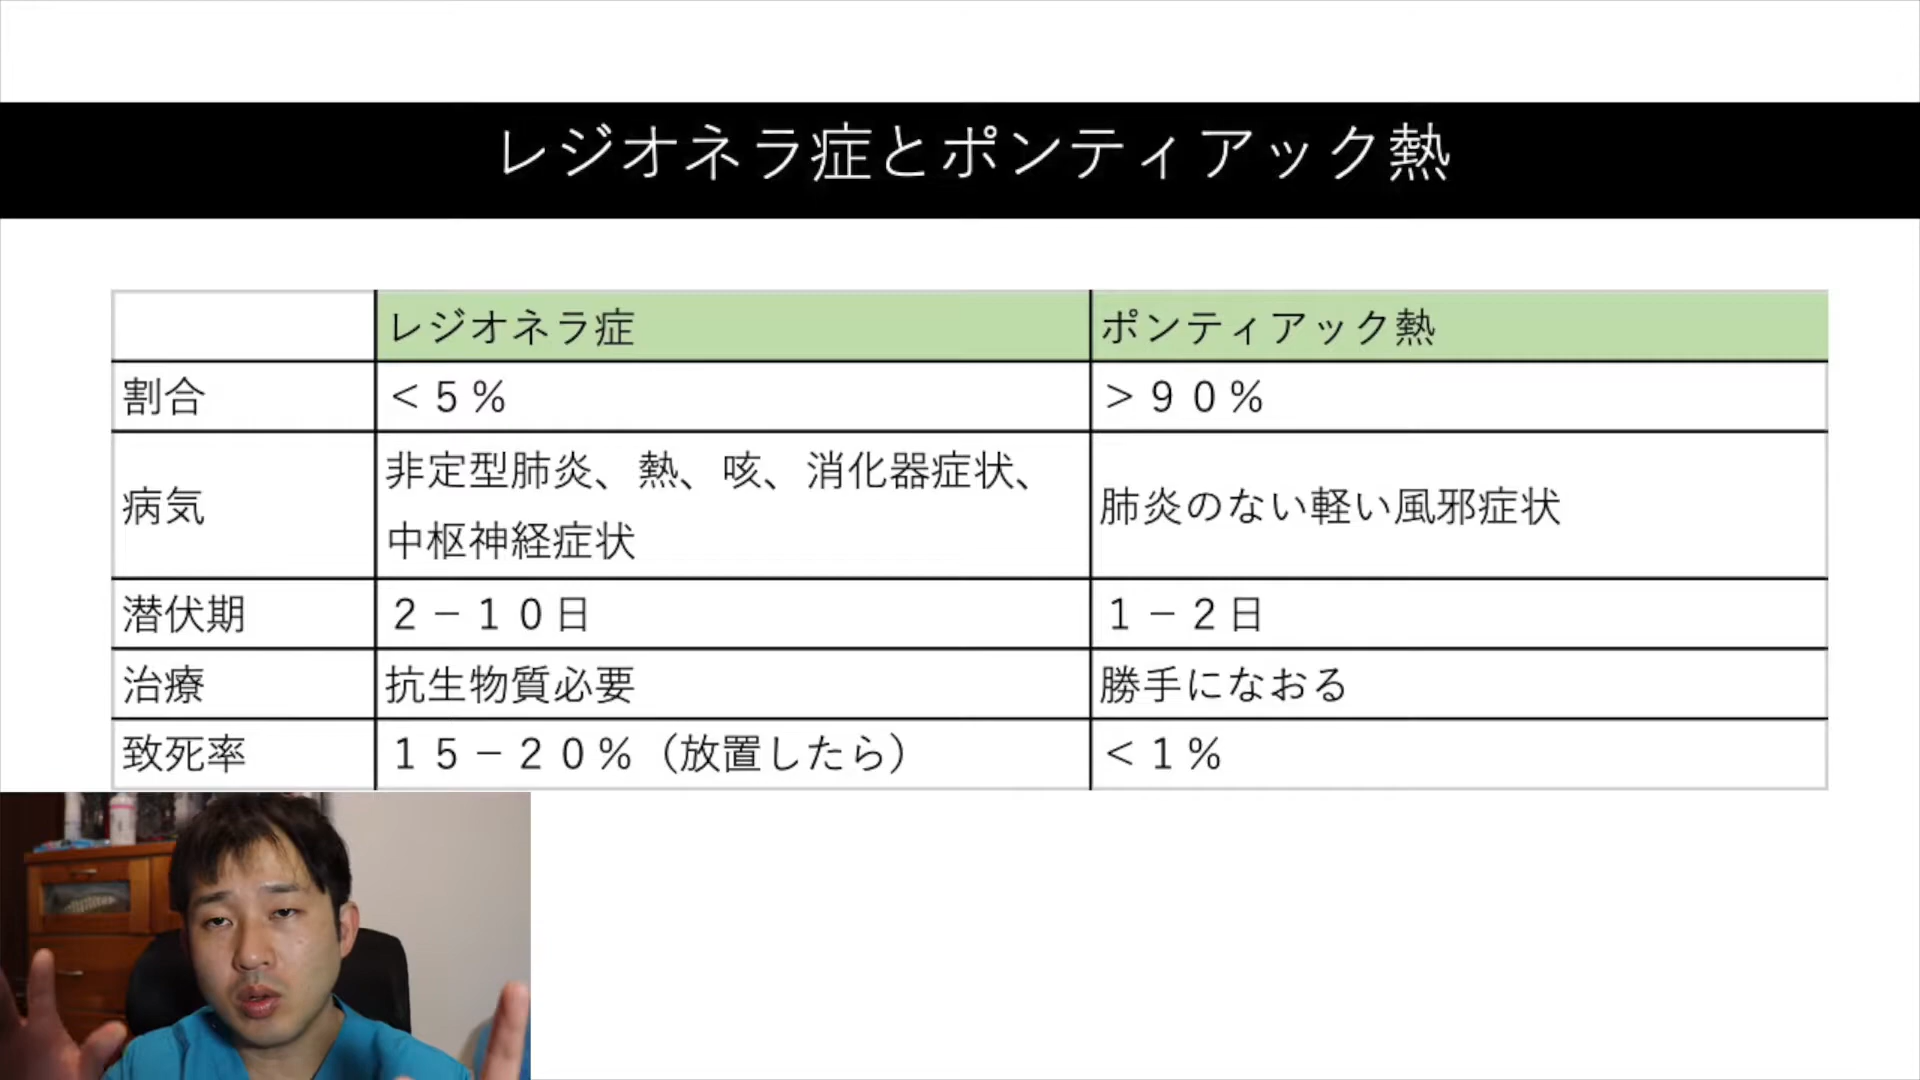 レジオネラ症とポンティアック熱
レジオネラ症 ポンティアック熱
割合 <5% >90%
病気 非定型肺炎、熱、咳、消化器症状、
中枢神経症状 肺炎のない軽い風邪症状
潜伏期 2-10日 1-2日
治療 抗生物質必要 勝手になおる
致死率 15-20%(放置したら) <1%